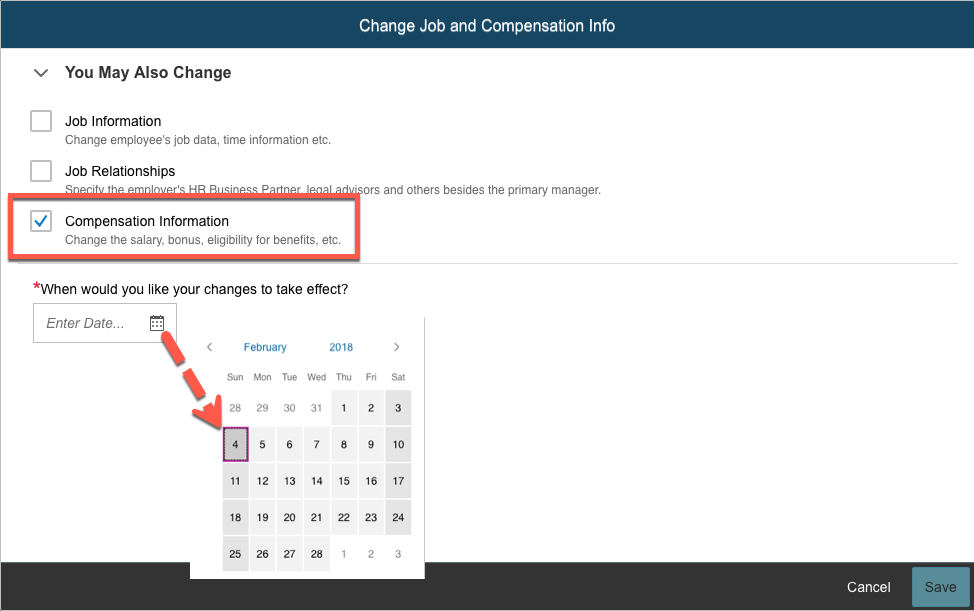 Change Job and Compensation Info
You May Also Change
Job Information
Change employee's job data, time information etc.
Job Relationships
Specify the employer's HR Business Partner, legal advisors and others besides the primary manager.
Compensation Information
Change the salary, bonus, eligibility for benefits, etc.
*When would you like your changes to take effect?
Enter Date...
February 2018
Sun Mon Tue Wed Thu Fri Sat
28 29 30 31 1 2 3
4 5 6 7 8 9 10
11 12 13 14 15 16 17
18 19 20 21 22 23 24
25 26 27 28 1 2 3
Cancel Save